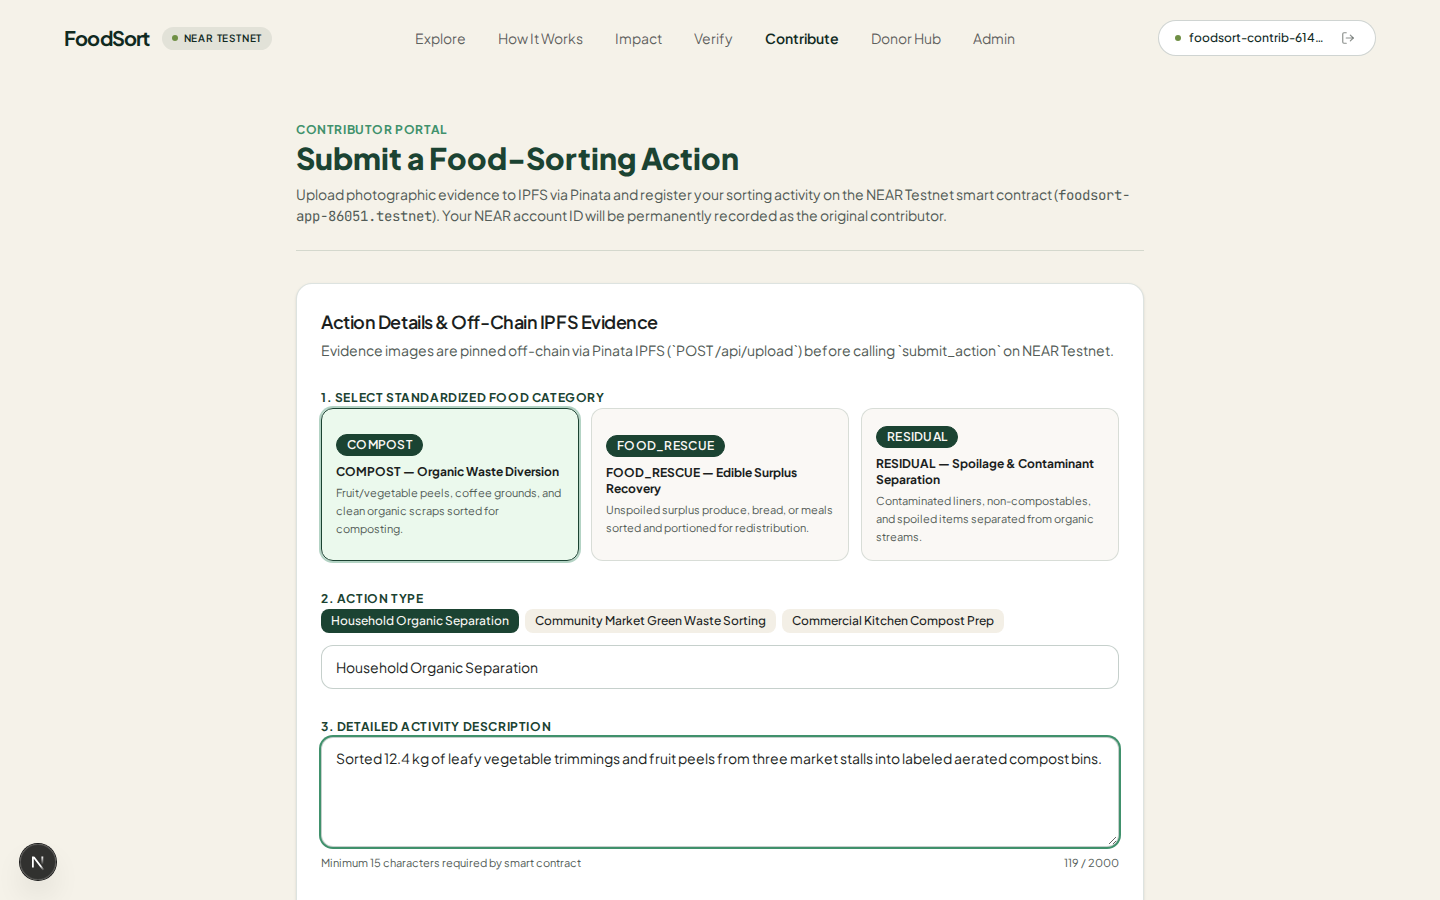 FoodSort
NEAR TESTNET
Explore
How It Works
Impact
Verify
Contribute
Donor Hub
Admin
foodsort-contrib-614...
CONTRIBUTOR PORTAL
Submit a Food-Sorting Action
Upload photographic evidence to IPFS via Pinata and register your sorting activity on the NEAR Testnet smart contract (foodsort-
app-86051.testnet). Your NEAR account ID will be permanently recorded as the original contributor.
Action Details & Off-Chain IPFS Evidence
Evidence images are pinned off-chain via Pinata IPFS (`POST /api/upload`) before calling `submit_action` on NEAR Testnet.
1. SELECT STANDARDIZED FOOD CATEGORY
COMPOST
COMPOST — Organic Waste Diversion
Fruit/vegetable peels, coffee grounds, and
clean organic scraps sorted for
composting.
FOOD_RESCUE
FOOD_RESCUE — Edible Surplus
Recovery
Unspoiled surplus produce, bread, or meals
sorted and portioned for redistribution.
RESIDUAL
RESIDUAL — Spoilage & Contaminant
Separation
Contaminated liners, non-compostables,
and spoiled items separated from organic
streams.
2. ACTION TYPE
Household Organic Separation
Community Market Green Waste Sorting
Commercial Kitchen Compost Prep
Household Organic Separation
3. DETAILED ACTIVITY DESCRIPTION
Sorted 12.4 kg of leafy vegetable trimmings and fruit peels from three market stalls into labeled aerated compost bins.
Minimum 15 characters required by smart contract
119 / 2000
N